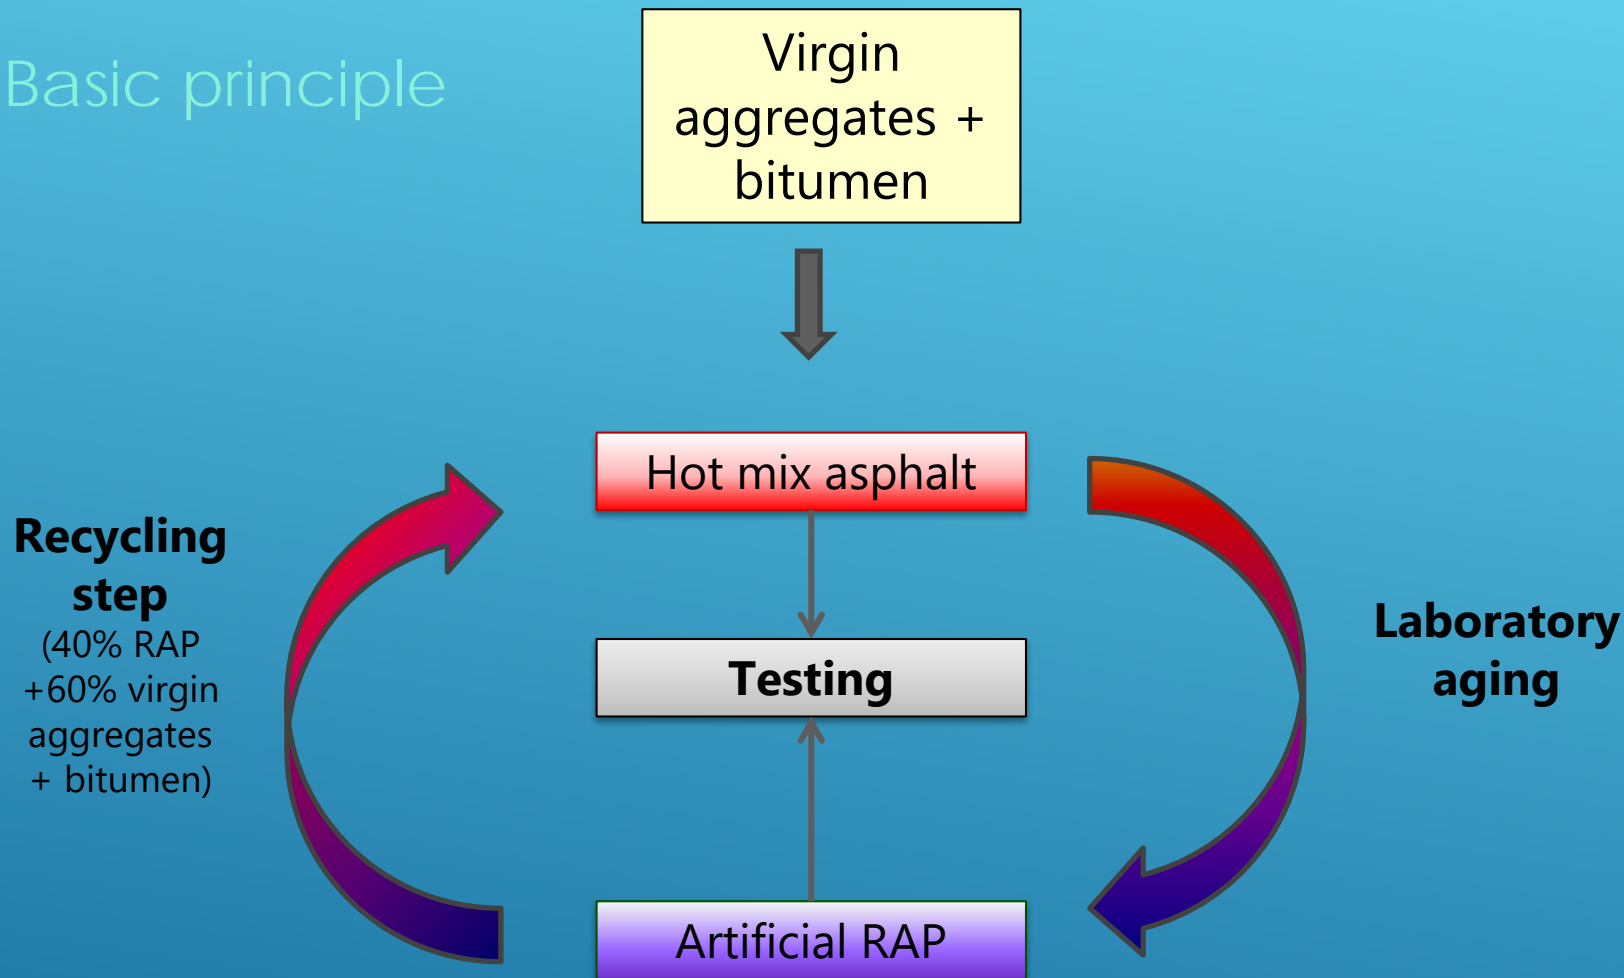 Basic principle
Virgin
aggregates +
bitumen
Hot mix asphalt
Recycling
step
(40% RAP
+60% virgin
aggregates
+ bitumen)
Testing
Laboratory
aging
Artificial RAP